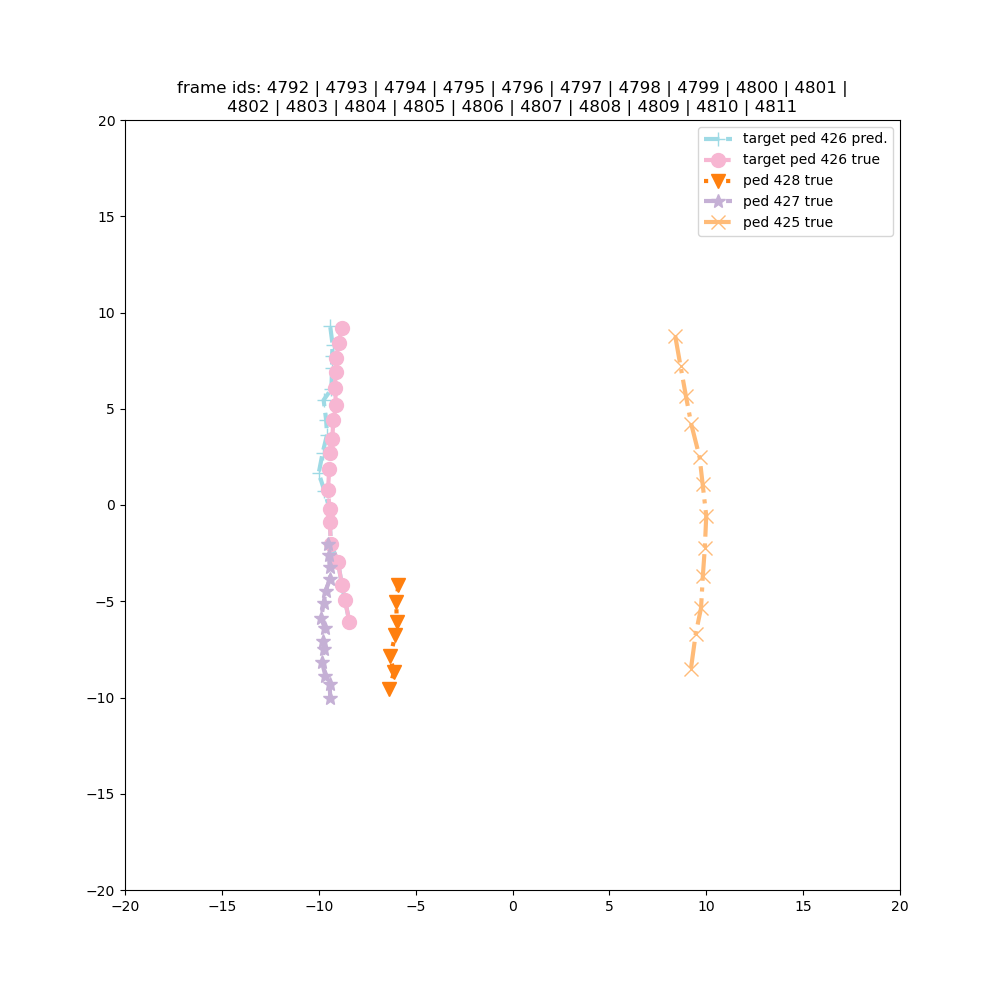 frame ids: 4792 | 4793 | 4794 | 4795 | 4796 | 4797 | 4798 | 4799 | 4800 | 4801 |
4802 | 4803 | 4804 | 4805 | 4806 | 4807 | 4808 | 4809 | 4810 | 4811
target ped 426 pred.
target ped 426 true
ped 428 true
ped 427 true
ped 425 true
20
15
10
5
0
−5
−10
−15
−20
−20 −15 −10 −5 0 5 10 15 20